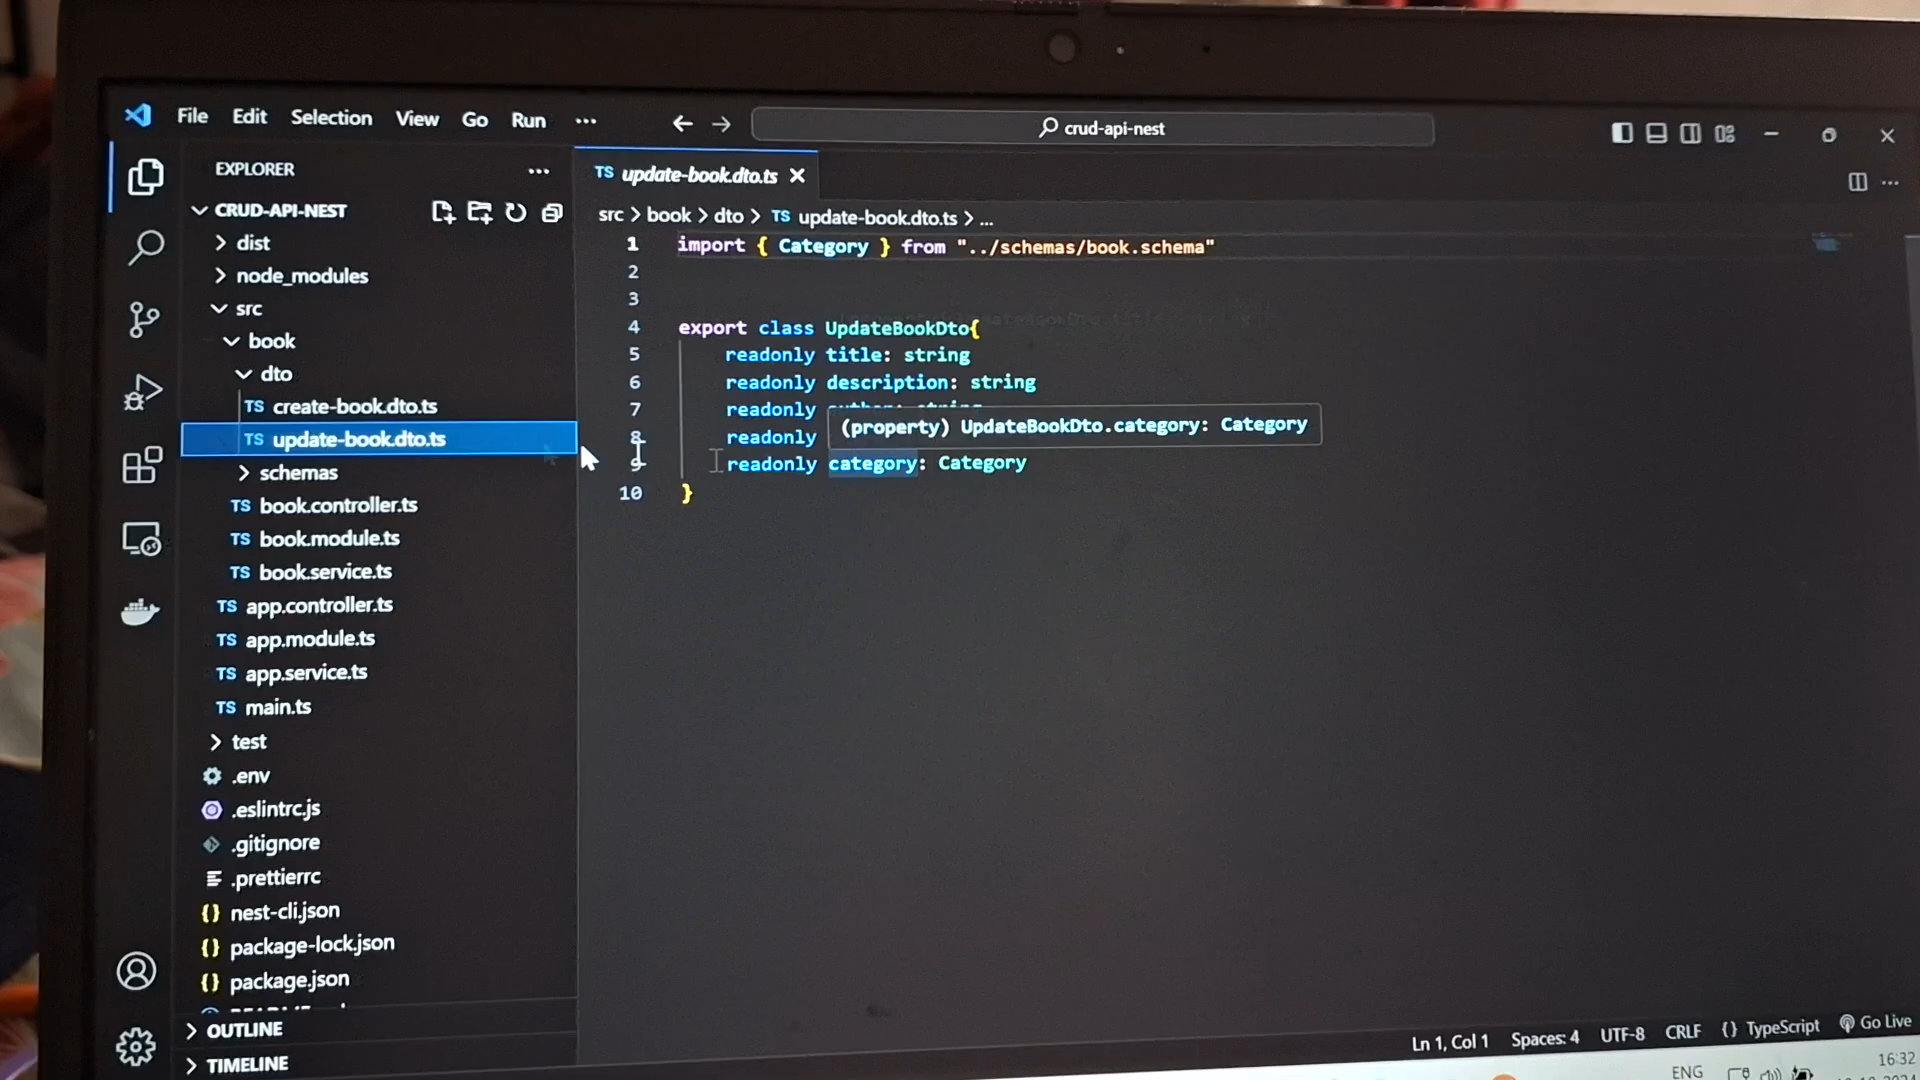 File Edit Selection View Go Run ...
crud-api-nest
EXPLORER ...
CRUD-API-NEST
dist
node_modules
src
book
dto
TS create-book.dto.ts
TS update-book.dto.ts
schemas
TS book.controller.ts
TS book.module.ts
TS book.service.ts
TS app.controller.ts
TS app.module.ts
TS app.service.ts
TS main.ts
test
.env
.eslintrc.js
.gitignore
.prettierrc
{} nest-cli.json
{} package-lock.json
{} package.json
OUTLINE
TIMELINE
TS update-book.dto.ts
src > book > dto > TS update-book.dto.ts > ...
1 import { Category } from "../schemas/book.schema"
2
3
4 export class UpdateBookDto{
5 readonly title: string
6 readonly description: string
7 readonly
(property) UpdateBookDto.category: Category
8 readonly
9 readonly category: Category
10 }
Ln 1, Col 1 Spaces: 4 UTF-8 CRLF {} TypeScript Go Live
ENG 16:32